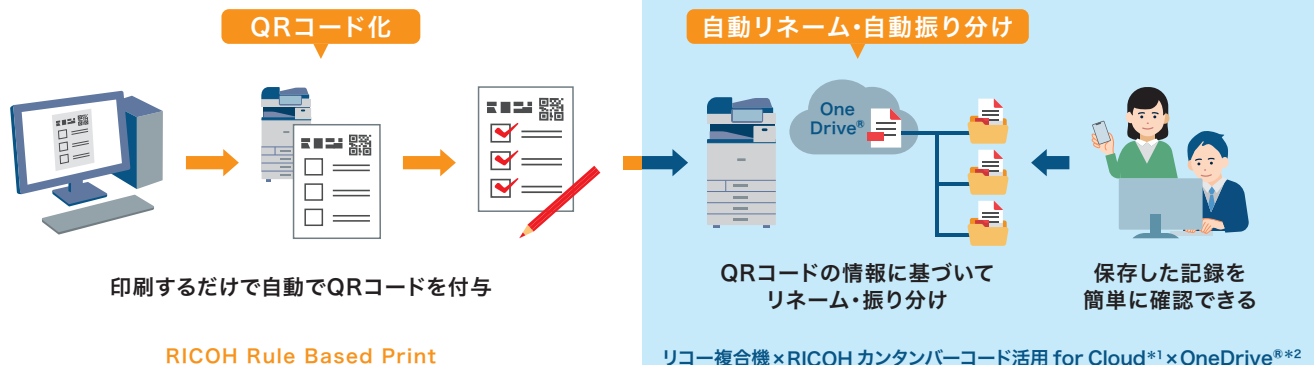 QRコード化
自動リネーム・自動振り分け
One
Drive®
印刷するだけで自動でQRコードを付与
QRコードの情報に基づいて
リネーム・振り分け
保存した記録を
簡単に確認できる
RICOH Rule Based Print
リコー複合機×RICOH カンタンバーコード活用 for Cloud*1×OneDrive®*2